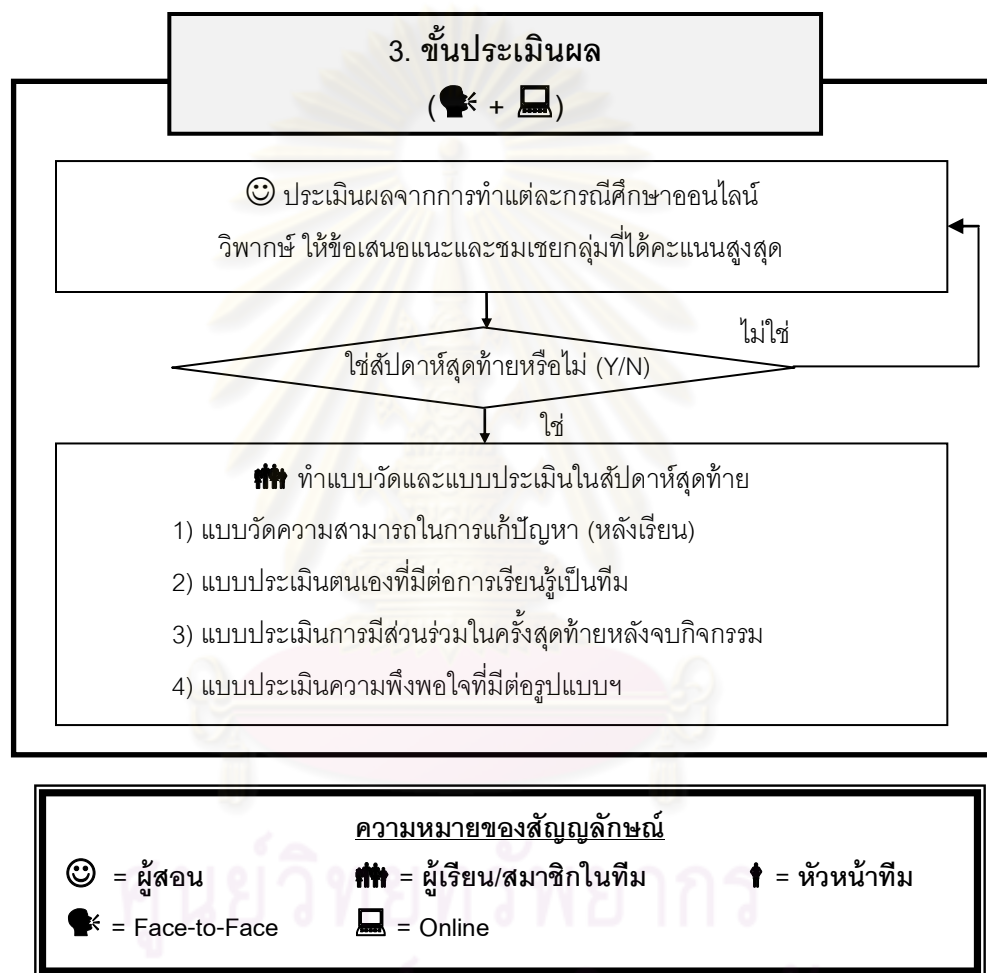 3. ขั้นประเมินผล
(🗣 + 💻)
☺ ประเมินผลจากการทำแต่ละกรณีศึกษาออนไลน์
วิพากษ์ ให้ข้อเสนอแนะและชมเชยกลุ่มที่ได้คะแนนสูงสุด
ไม่ใช่
ใช่สัปดาห์สุดท้ายหรือไม่ (Y/N)
ใช่
ทำแบบวัดและแบบประเมินในสัปดาห์สุดท้าย
1) แบบวัดความสามารถในการแก้ปัญหา (หลังเรียน)
2) แบบประเมินตนเองที่มีต่อการเรียนรู้เป็นทีม
3) แบบประเมินการมีส่วนร่วมในครั้งสุดท้ายหลังจบกิจกรรม
4) แบบประเมินความพึงพอใจที่มีต่อรูปแบบฯ
ความหมายของสัญญลักษณ์
☺ = ผู้สอน = ผู้เรียน/สมาชิกในทีม = หัวหน้าทีม
🗣 = Face-to-Face 💻 = Online
ศูนย์วิทยทรัพยากร